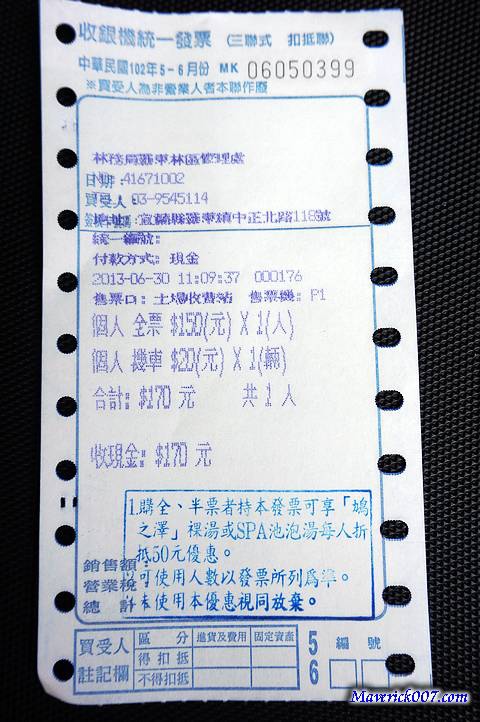 收銀機統一發票 (三聯式 扣抵聯)
中華民國102年5-6月份 MK 06050399
※買受人為非營業人者本聯作廢
林務局羅東林區管理處
日期: No:41671002
買受人: 03-9545114
地址: 宜蘭縣羅東鎮中正北路118號
統一編號:
付款方式: 現金
2013-06-30 11:09:37 000176
售票口: 土場收費站 售票機: P1
個人 全票 $150(元) X 1(人)
個人 機車 $20(元) X 1(輛)
合計: $170 元 共 1 人
收現金: $170 元
1.購全、半票者持本發票可享「鳩
之澤」裸湯或SPA池泡湯每人折
抵50元優惠。
銷售額
可使用人數以發票所列為準。
營業稅
未使用本優惠視同放棄。
總 計
買受人 註記欄
區 分 進貨及費用 固定資產
得扣抵
不得扣抵
5 6
編 號
Mawrick007.com